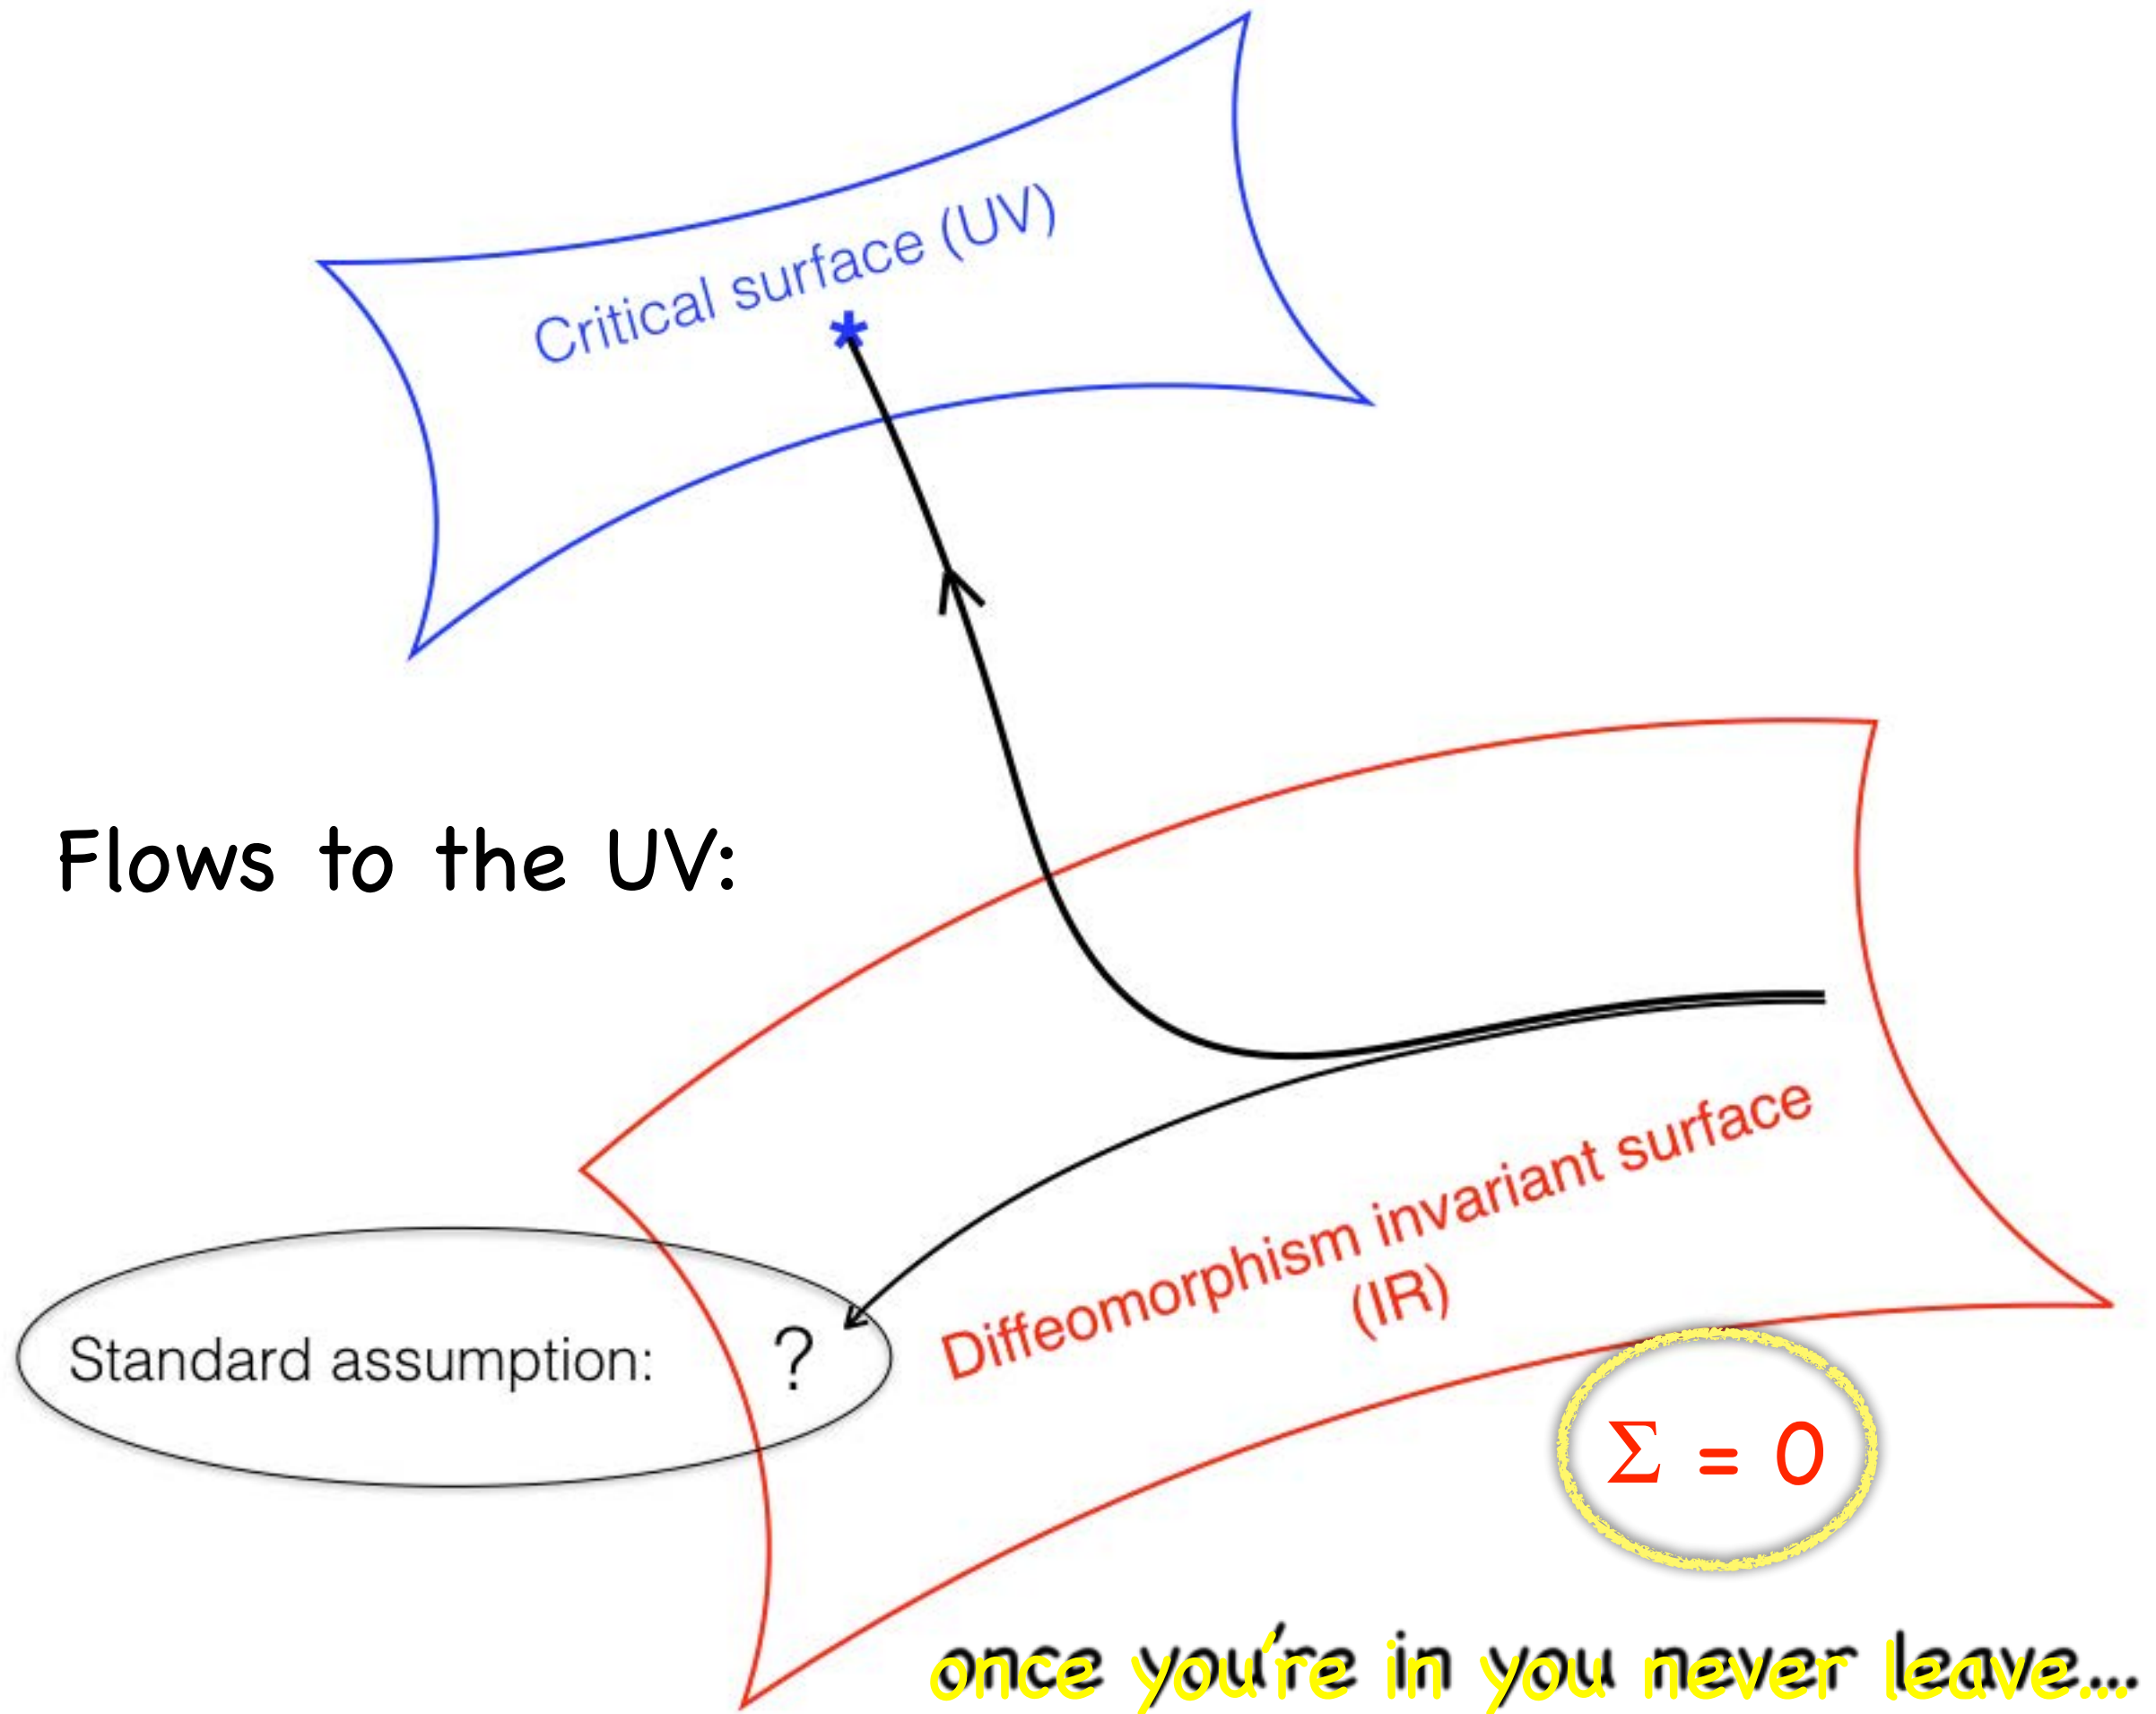 Critical surface (UV)
*
Flows to the UV:
Diffeomorphism invariant surface
(IR)
Standard assumption: ?
Σ = 0
once you're in you never leave...